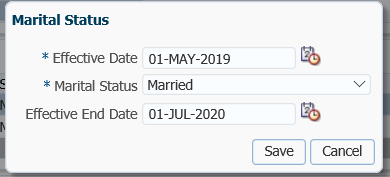 Marital Status
* Effective Date 01-MAY-2019
* Marital Status Married
Effective End Date 01-JUL-2020
Save Cancel